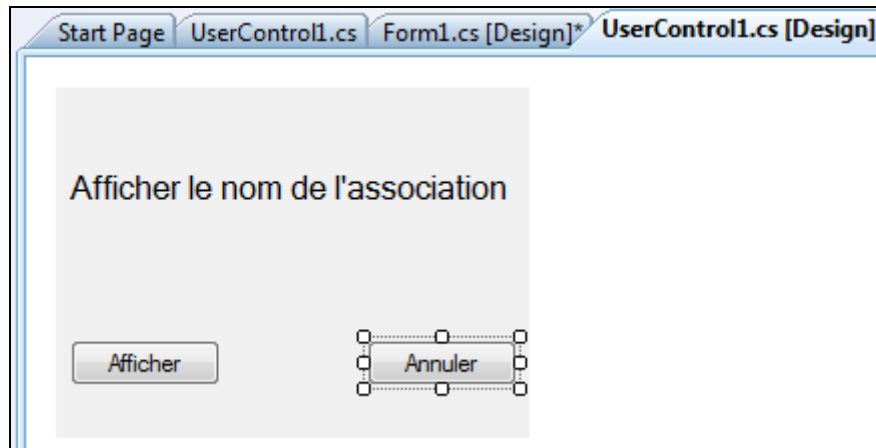 Start Page UserControl1.cs Form1.cs [Design]* UserControl1.cs [Design]
Afficher le nom de l'association
Afficher Annuler